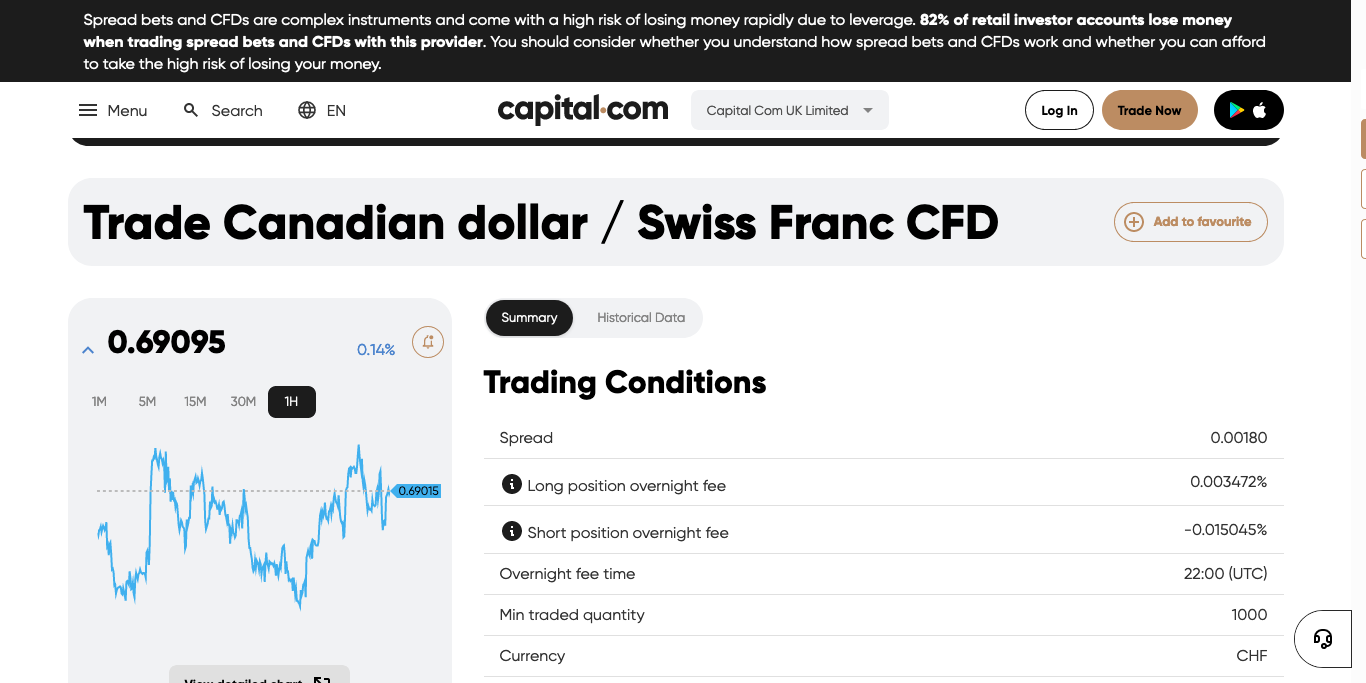 Spread bets and CFDs are complex instruments and come with a high risk of losing money rapidly due to leverage. 82% of retail investor accounts lose money
when trading spread bets and CFDs with this provider. You should consider whether you understand how spread bets and CFDs work and whether you can afford
to take the high risk of losing your money.
Menu Search EN capital.com Capital Com UK Limited Log In Trade Now
Trade Canadian dollar / Swiss Franc CFD Add to favourite
0.69095 0.14%
1M 5M 15M 30M 1H
0.69015
View detailed chart
Summary Historical Data
Trading Conditions
Spread 0.00180
Long position overnight fee 0.003472%
Short position overnight fee -0.015045%
Overnight fee time 22:00 (UTC)
Min traded quantity 1000
Currency CHF